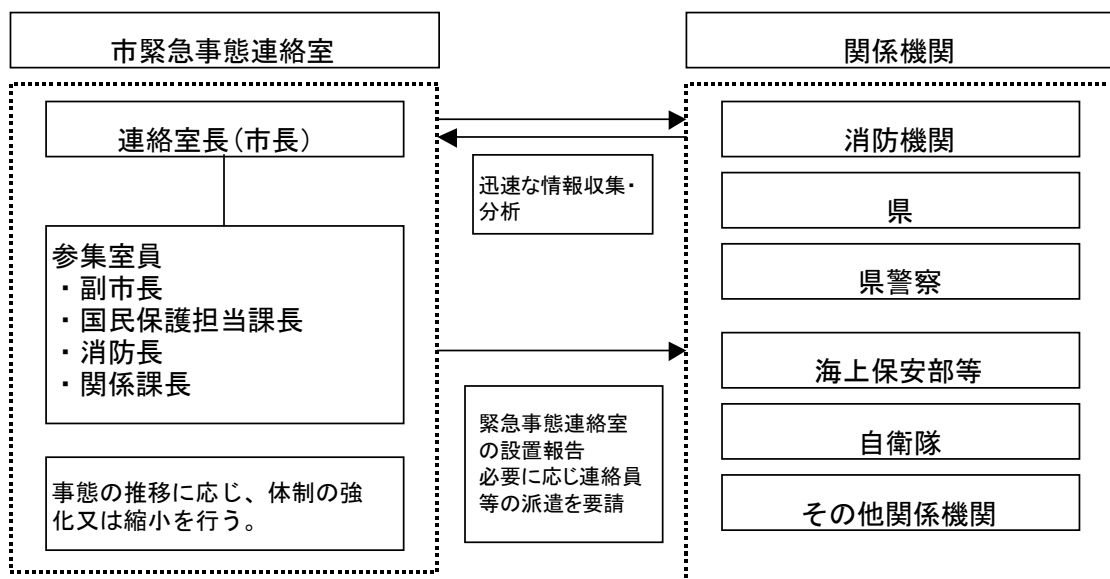 市緊急事態連絡室
連絡室長(市長)
参集室員
・副市長
・国民保護担当課長
・消防長
・関係課長
事態の推移に応じ、体制の強
化又は縮小を行う。
迅速な情報収集・
分析
緊急事態連絡室
の設置報告
必要に応じ連絡員
等の派遣を要請
関係機関
消防機関
県
県警察
海上保安部等
自衛隊
その他関係機関